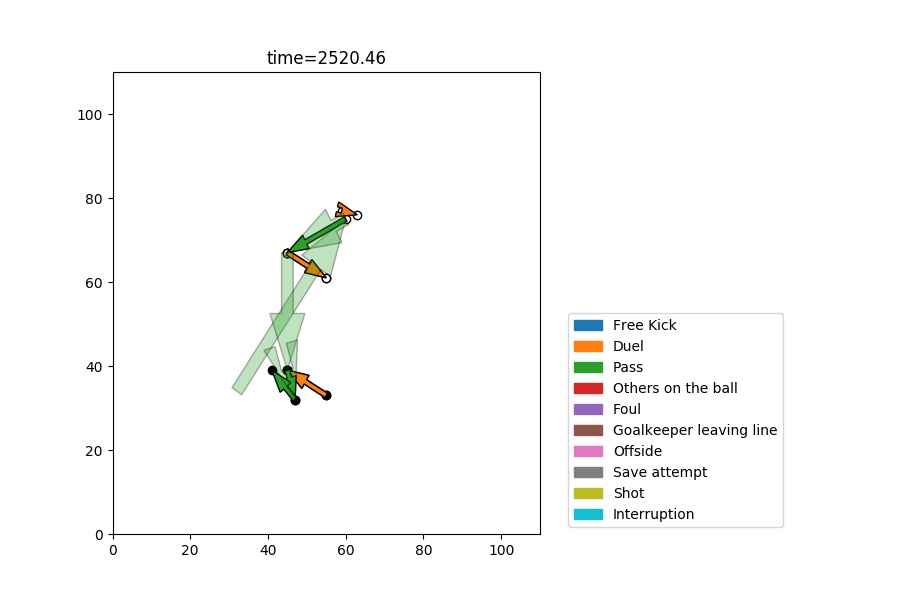 time=2520.46
100
80
60
40
20
0
0 20 40 60 80 100
Free Kick
Duel
Pass
Others on the ball
Foul
Goalkeeper leaving line
Offside
Save attempt
Shot
Interruption